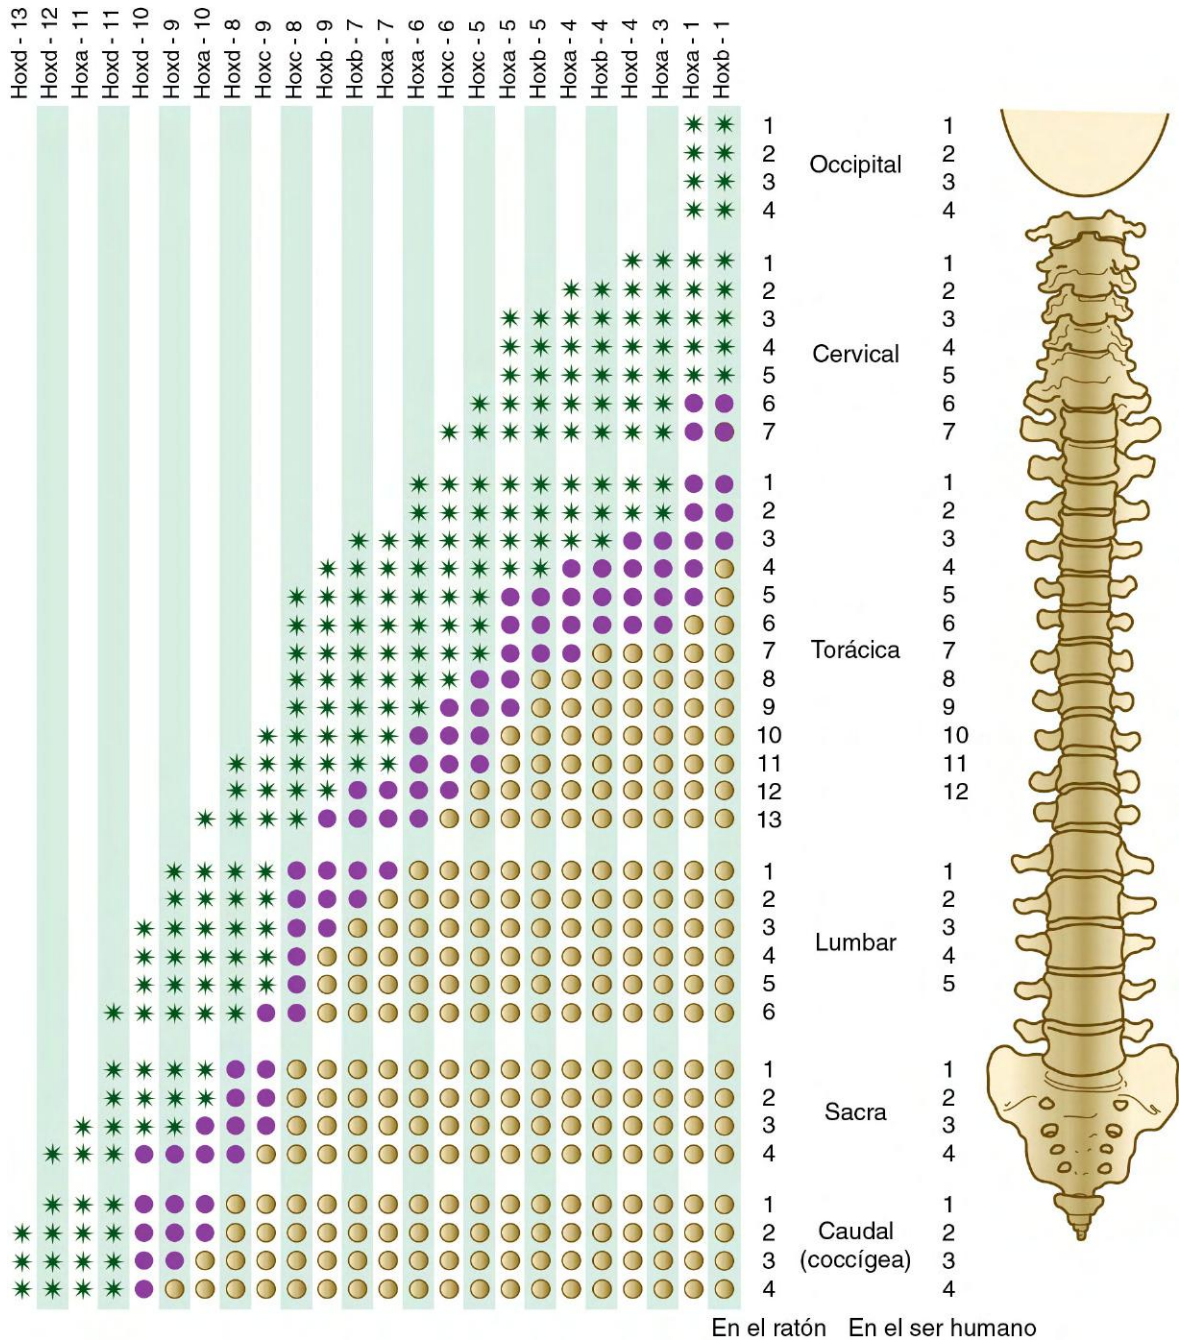 Hoxd - 13
Hoxd - 12
Hoxa - 11
Hoxd - 11
Hoxd - 10
Hoxd - 9
Hoxa - 10
Hoxd - 8
Hoxc - 9
Hoxc - 8
Hoxb - 9
Hoxb - 7
Hoxa - 6
Hoxc - 6
Hoxc - 5
Hoxa - 5
Hoxb - 5
Hoxa - 4
Hoxb - 4
Hoxd - 4
Hoxa - 3
Hoxa - 1
Hoxb - 1
1 1
2 2
Occipital
3 3
4 4
1 1
2 2
3 3
4 4
Cervical
5 5
6 6
7 7
1 1
2 2
3 3
4 4
5 5
6 6
7 Torácica 7
8 8
9 9
10 10
11 11
12 12
13
1 1
2 2
3 3
Lumbar
4 4
5 5
6
1 1
2 2
Sacra
3 3
4 4
1 1
2 Caudal 2
3 (coccígea) 3
4 4
En el ratón En el ser humano